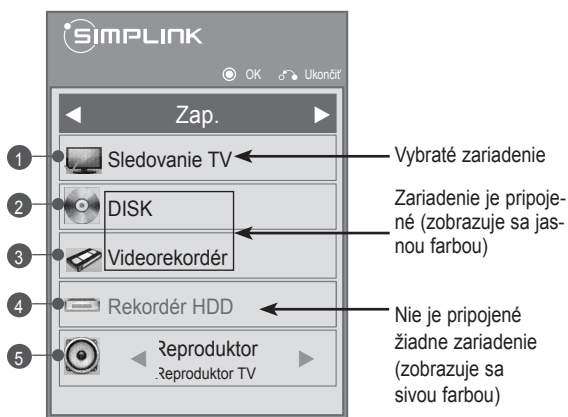 SIMPLINK
OK Ukončiť
Zap.
1 Sledovanie TV
Vybraté zariadenie
2 DISK
3 Videorekordér
Zariadenie je pripoje-
né (zobrazuje sa jas-
nou farbou)
4 Rekordér HDD
Nie je pripojené
žiadne zariadenie
(zobrazuje sa
sivou farbou)
5 Reproduktor
Reproduktor TV